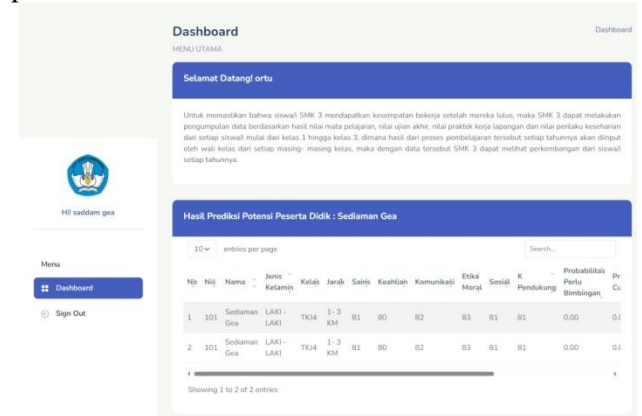 Dashboard
Dashboard
MENU UTAMA
Selamat Datang! ortu
Untuk memastikan bahwa siswa/i SMK 3 mendapatkan kesempatan bekerja setelah mereka lulus, maka SMK 3 dapat melakukan
pengumpulan data berdasarkan hasil nilai mata pelajaran, nilai ujian akhir, nilai praktek kerja lapangan dan nilai perilaku keseharian
dari setiap siswa/i mulai dari kelas 1 hingga kelas 3, dimana hasil dari proses pembelajaran tersebut setiap tahunnya akan diinput
oleh wali kelas dari setiap masing- masing kelas, maka dengan data tersebut SMK 3 dapat melihat perkembangan dari siswa/i
setiap tahunnya.
Hi! saddam gea
Menu
Dashboard
Sign Out
Hasil Prediksi Potensi Peserta Didik : Sediaman Gea
10 entries per page
Search...
No Nis Nama Jenis Kelamin Kelas Jarak Sains Keahlian Komunikasi Etika Moral Sosial K Pendukung Probabilitas Perlu Bimbingan
1 101 Sediaman Gea LAKI - LAKI TKJ4 1- 3 KM 81 80 82 83 81 81 0.00
2 101 Sediaman Gea LAKI - LAKI TKJ4 1- 3 KM 81 80 82 83 81 81 0.00
Showing 1 to 2 of 2 entries